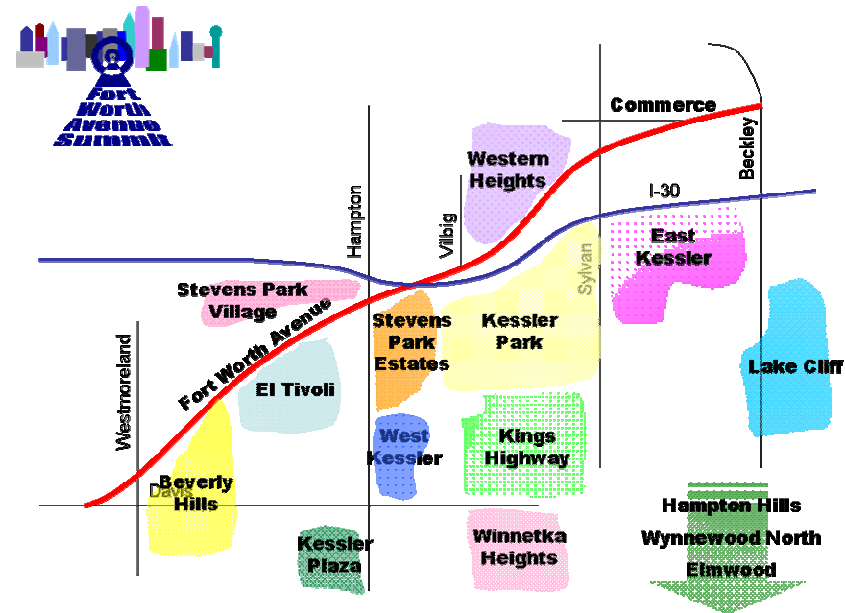 Fort
Worth
Avenue
Summit
Commerce
Beckley
Western
Heights
I-30
Hampton
Vilbig
East
Kessler
Sylvan
Stevens Park
Village
Fort Worth Avenue
Stevens
Park
Estates
Kessler
Park
Westmoreland
El Tivoli
Lake Cliff
West
Kessler
Kings
Highway
Beverly
Hills
Davis
Hampton Hills
Wynnewood North
Elmwood
Kessler
Plaza
Winnetka
Heights